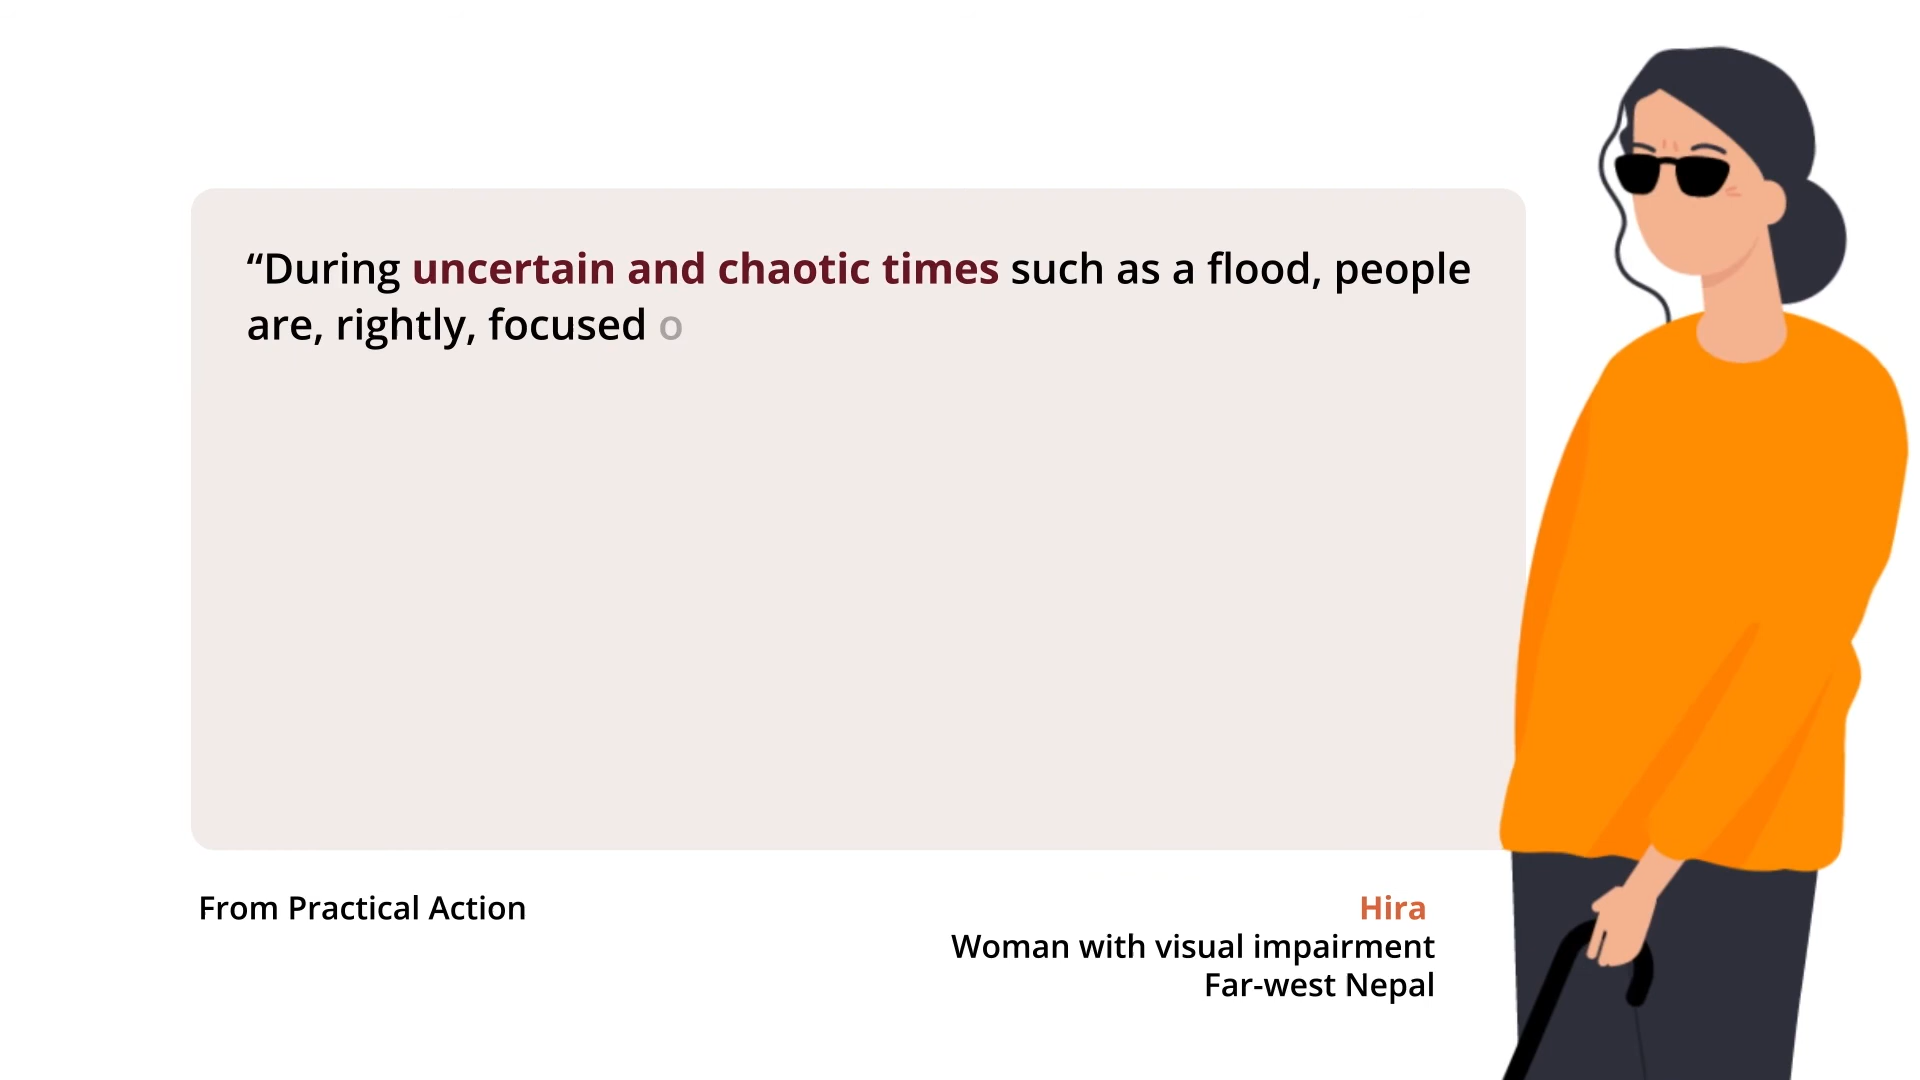 “During uncertain and chaotic times such as a flood, people
are, rightly, focused o
From Practical Action
Hira
Woman with visual impairment
Far-west Nepal